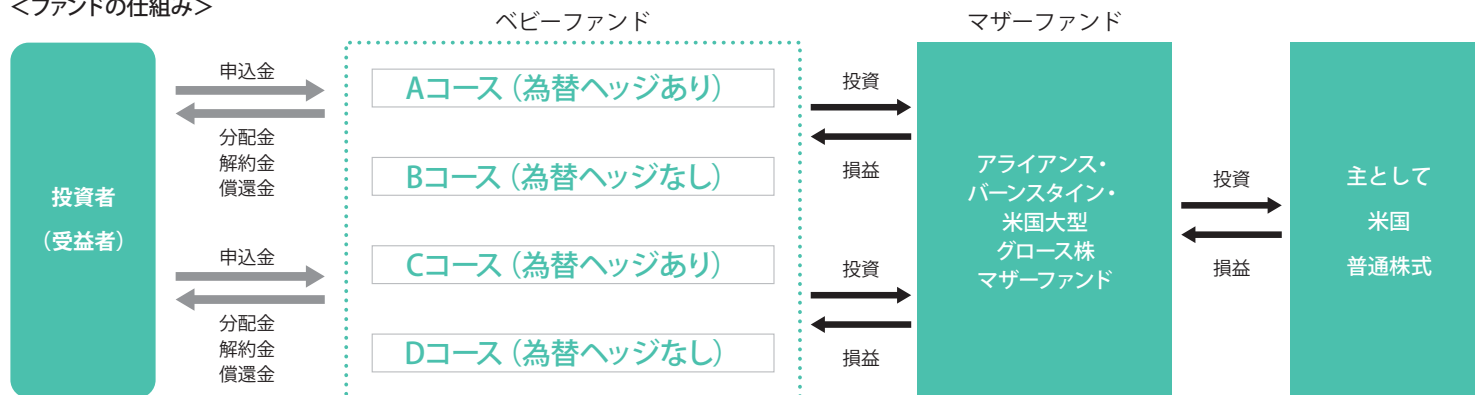 ＜ファンドの仕組み＞
ベビーファンド
マザーファンド
投資者
（受益者）
申込金
分配金
解約金
償還金
申込金
分配金
解約金
償還金
Aコース（為替ヘッジあり）
Bコース（為替ヘッジなし）
Cコース（為替ヘッジあり）
Dコース（為替ヘッジなし）
投資
損益
投資
損益
アライアンス・
バーンスタイン・
米国大型
グロース株
マザーファンド
投資
損益
主として
米国
普通株式